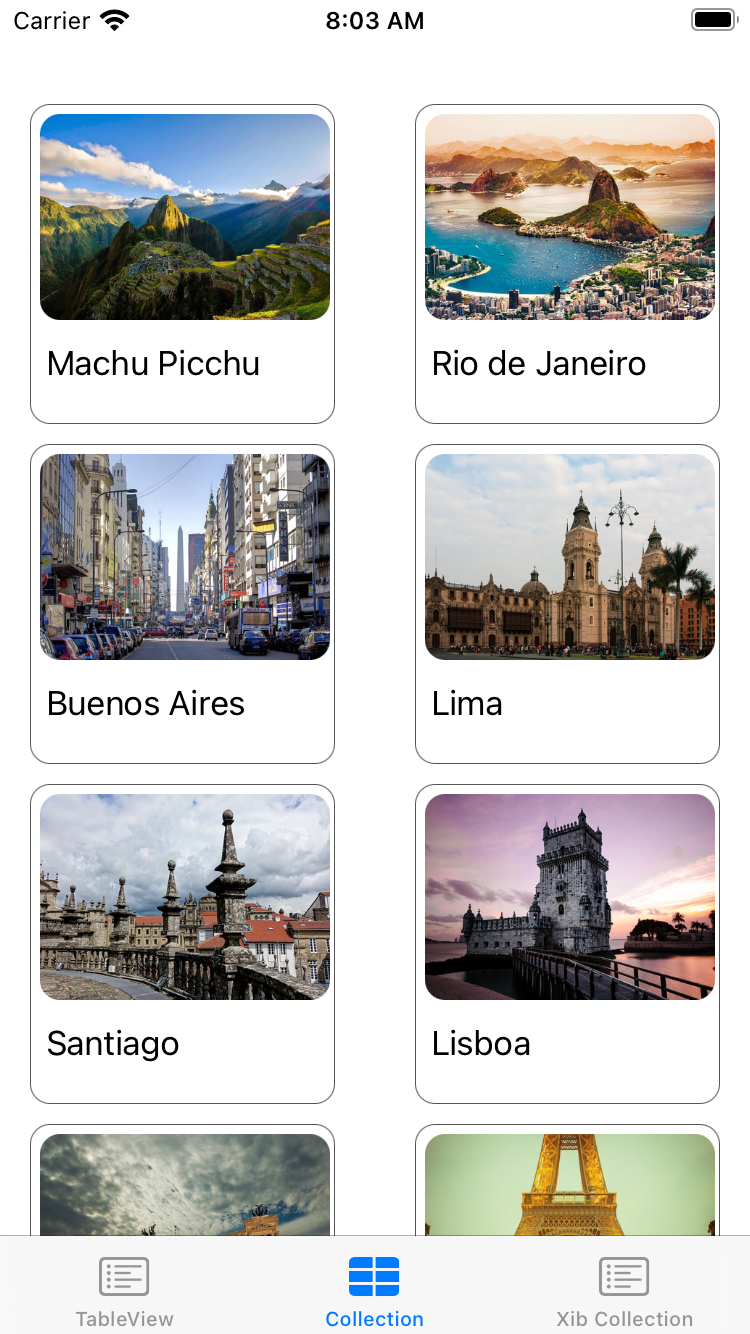 Carrier 8:03 AM
Machu Picchu Rio de Janeiro
Buenos Aires Lima
Santiago Lisboa
TableView Collection Xib Collection